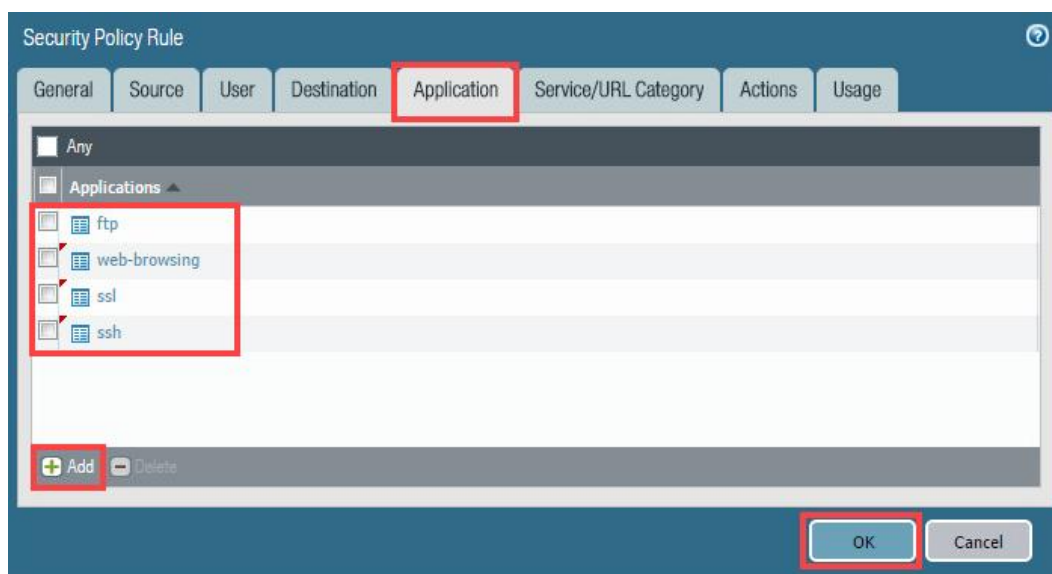 Security Policy Rule
General Source User Destination Application Service/URL Category Actions Usage
Any
Applications
ftp
web-browsing
ssl
ssh
Add Delete
OK Cancel